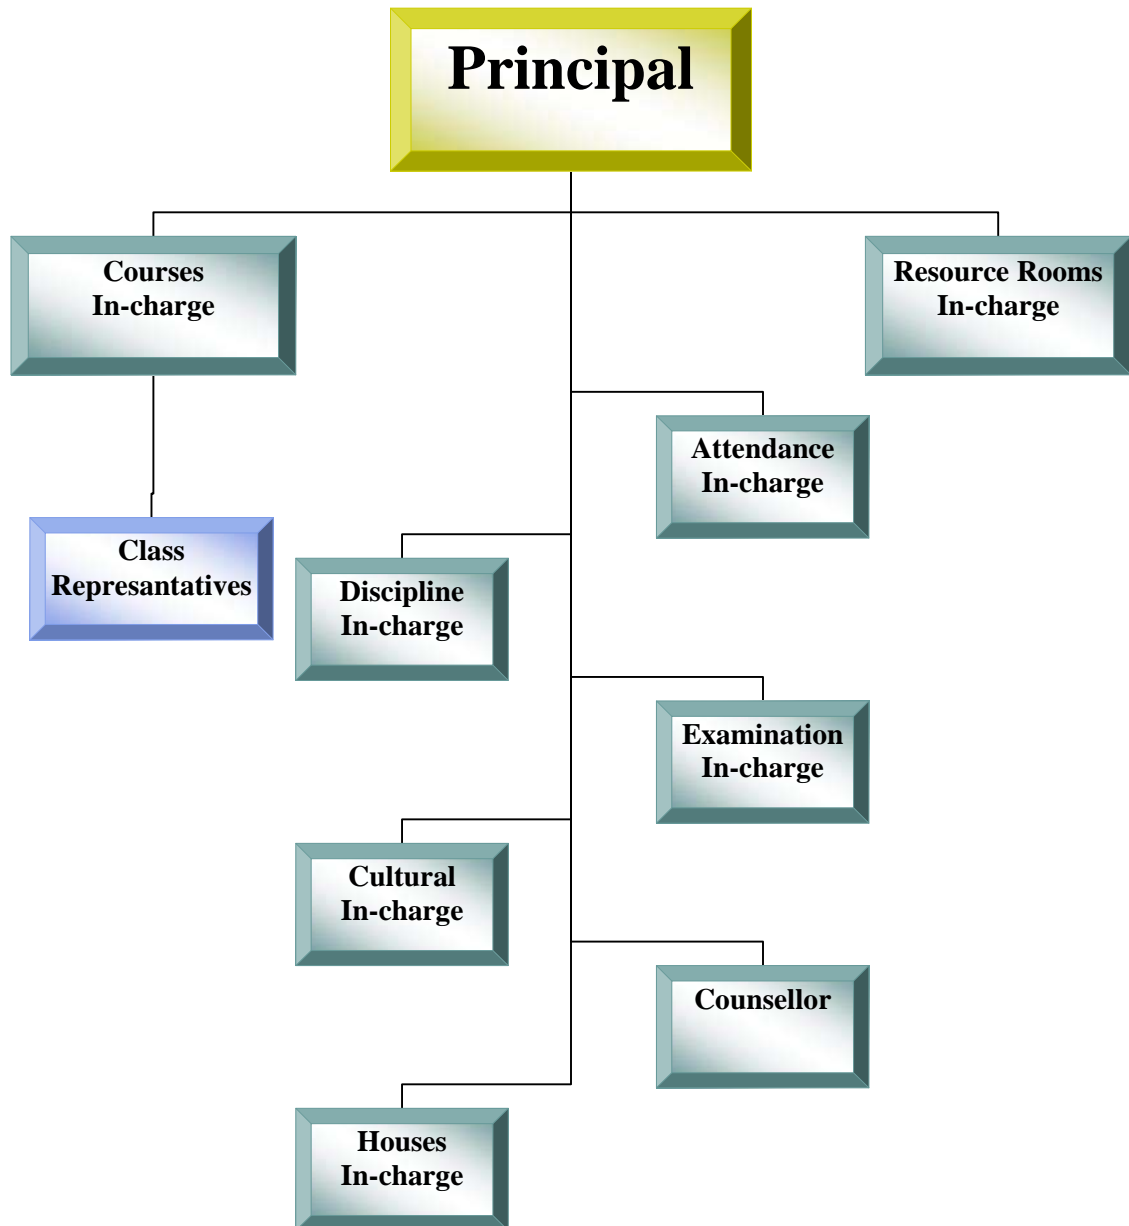 Principal
Courses
In-charge
Resource Rooms
In-charge
Attendance
In-charge
Class
Represantatives
Discipline
In-charge
Examination
In-charge
Cultural
In-charge
Counsellor
Houses
In-charge